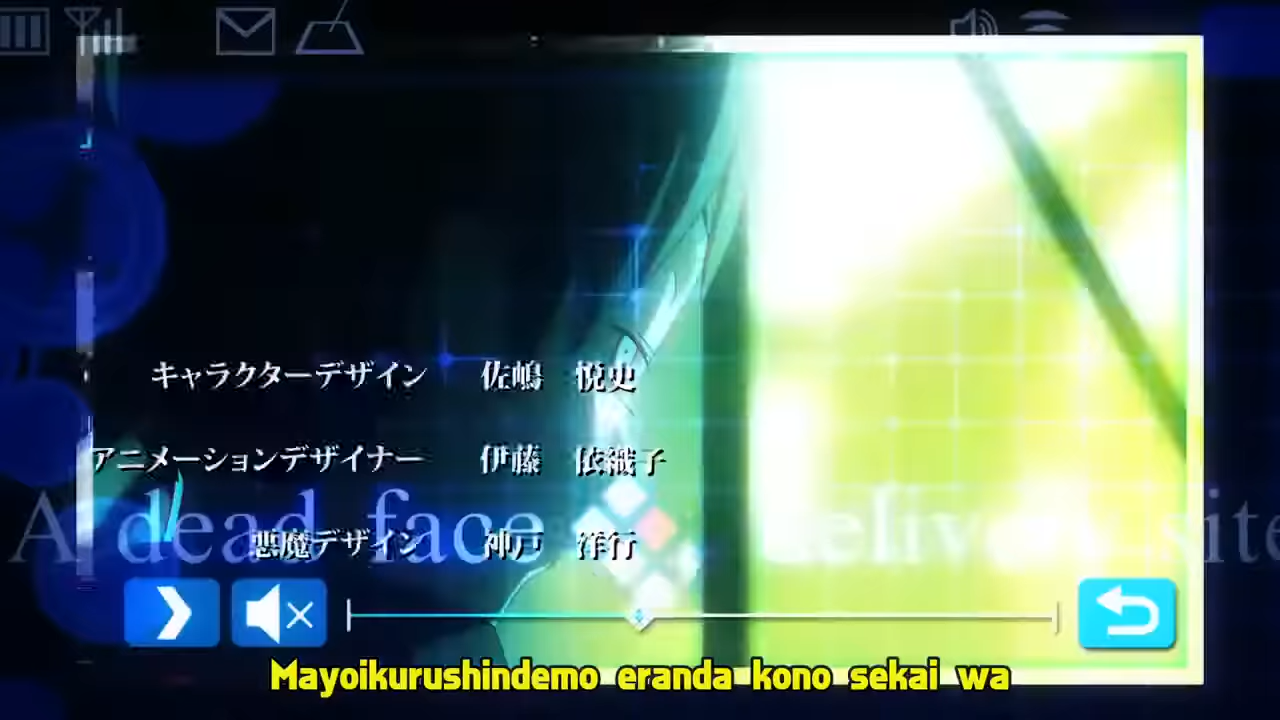 キャラクターデザイン 佐嶋 悦史
アニメーションデザイナー 伊藤 依織子
A dead face delivery site
悪魔デザイン 神戸 洋行
Mayoikurushindemo eranda kono sekai wa